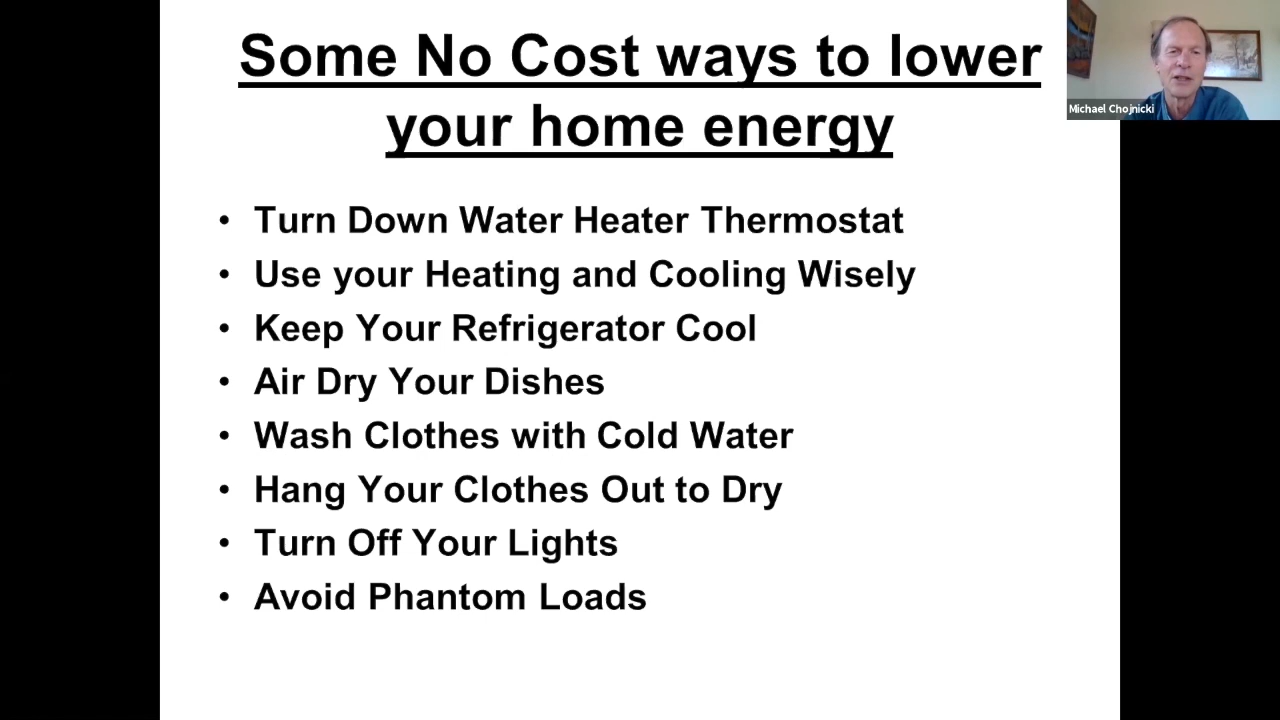 Some No Cost ways to lower
your home energy
Michael Chojnicki
• Turn Down Water Heater Thermostat
• Use your Heating and Cooling Wisely
• Keep Your Refrigerator Cool
• Air Dry Your Dishes
• Wash Clothes with Cold Water
• Hang Your Clothes Out to Dry
• Turn Off Your Lights
• Avoid Phantom Loads